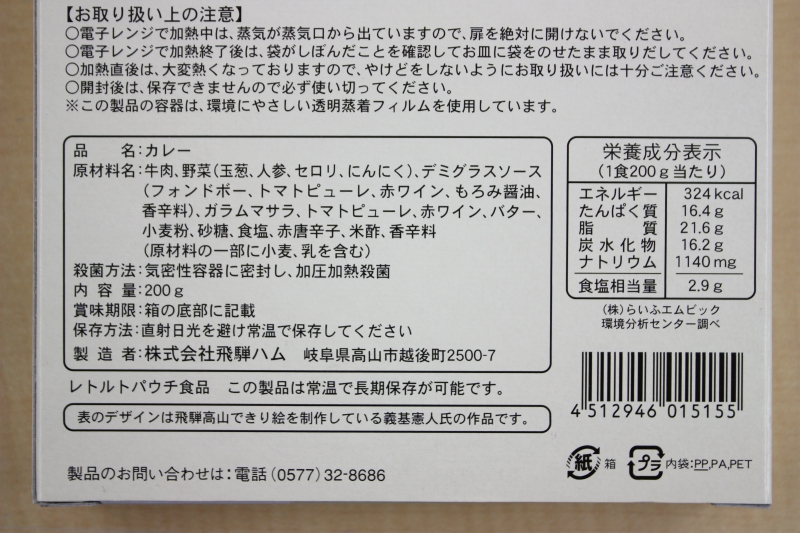 【お取り扱い上の注意】
○電子レンジで加熱中は、蒸気が蒸気口から出ていますので、扉を絶対に開けないでください。
○電子レンジで加熱終了後は、袋がしぼんだことを確認してお皿に袋をのせたまま取りだしてください。
○加熱直後は、大変熱くなっておりますので、やけどをしないようにお取り扱いには十分ご注意ください。
○開封後は、保存できませんので必ず使い切ってください。
※この製品の容器は、環境にやさしい透明蒸着フィルムを使用しています。
品 名:カレー
原材料名:牛肉、野菜(玉葱、人参、セロリ、にんにく)、デミグラスソース
(フォンドボー、トマトピューレ、赤ワイン、もろみ醤油、
香辛料)、ガラムマサラ、トマトピューレ、赤ワイン、バター、
小麦粉、砂糖、食塩、赤唐辛子、米酢、香辛料
(原材料の一部に小麦、乳を含む)
殺菌方法:気密性容器に密封し、加圧加熱殺菌
内 容 量:200g
賞味期限:箱の底部に記載
保存方法:直射日光を避け常温で保存してください
製 造 者:株式会社飛騨ハム 岐阜県高山市越後町2500-7
レトルトパウチ食品 この製品は常温で長期保存が可能です。
表のデザインは飛騨高山できり絵を制作している義基憲人氏の作品です。
製品のお問い合わせは:電話(0577)32-8686
栄養成分表示
(1食200g当たり)
エネルギー 324kcal
たんぱく質 16.4g
脂 質 21.6g
炭水化物 16.2g
ナトリウム 1140mg
食塩相当量 2.9g
(株)らいふエムビック
環境分析センター調べ
4 512946 015155
紙 箱 プラ 内袋:PP,PA,PET